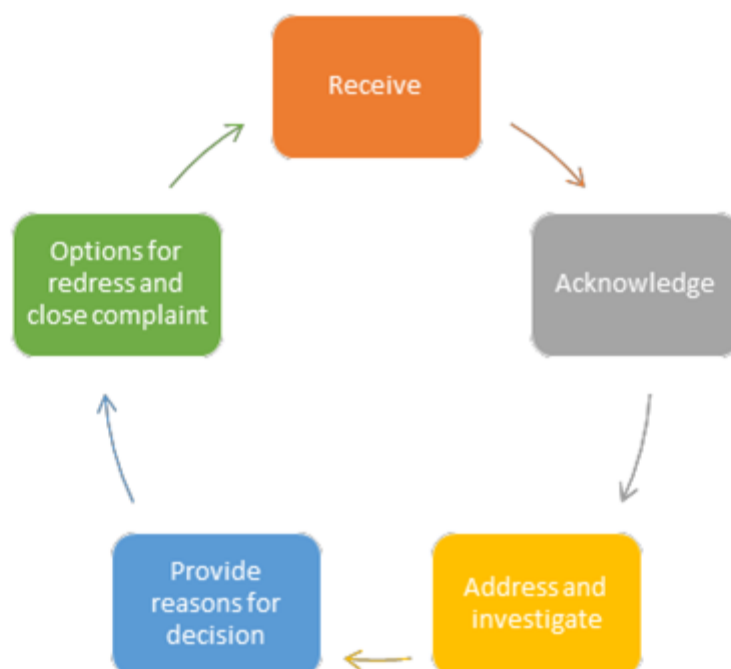 Receive
Acknowledge
Address and
investigate
Provide
reasons for
decision
Options for
redress and
close complaint